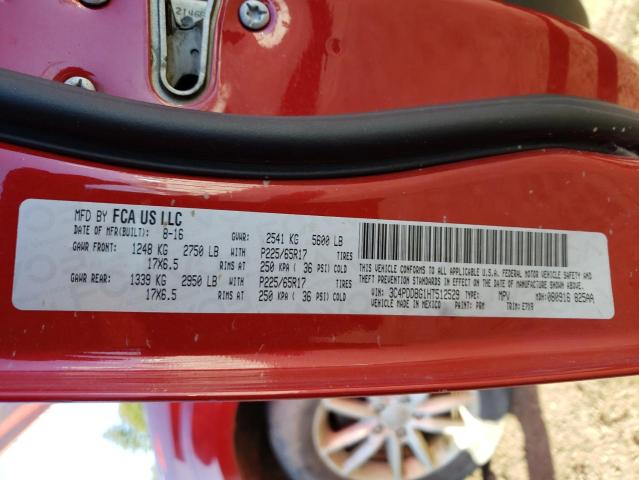 21466
MFD BY FCA US LLC
DATE OF MFR(BUILT): 8-16 GVWR: 2541 KG 5600 LB
GAWR FRONT: 1248 KG 2750 LB WITH P225/65R17 TIRES
17X6.5 RIMS AT 250 KPA ( 36 PSI) COLD
GAWR REAR: 1339 KG 2950 LB WITH P225/65R17 TIRES
17X6.5 RIMS AT 250 KPA ( 36 PSI) COLD
THIS VEHICLE CONFORMS TO ALL APPLICABLE U.S.A. FEDERAL MOTOR VEHICLE SAFETY AND
THEFT PREVENTION STANDARDS IN EFFECT ON THE DATE OF MANUFACTURE SHOWN ABOVE.
VIN: 3C4PDDBG1HT512529 TYPE: MPV MDH: 080916 825AA
VEHICLE MADE IN MEXICO PAINT: PRM TRIM: E7X9